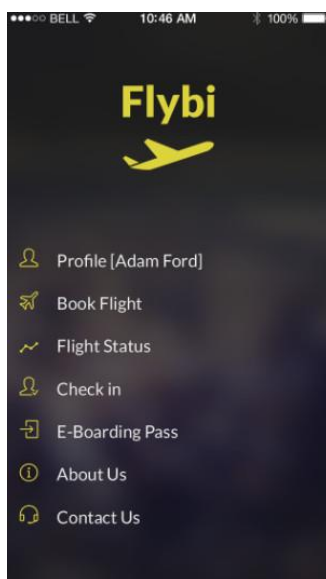 BELL 10:46 AM 100%
Flybi
Profile [Adam Ford]
Book Flight
Flight Status
Check in
E-Boarding Pass
About Us
Contact Us